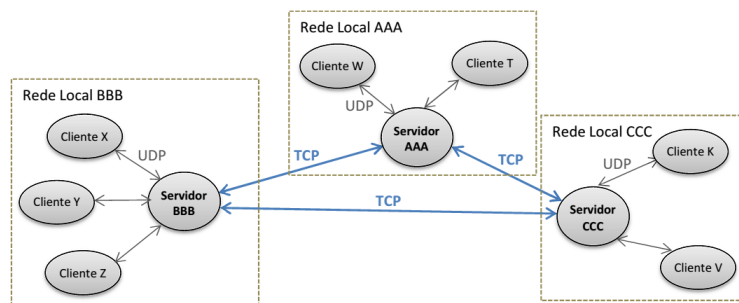 Rede Local AAA
Cliente W
Cliente T
UDP
Servidor
AAA
Rede Local BBB
Cliente X
UDP
Cliente Y
Servidor
BBB
Cliente Z
TCP
TCP
TCP
Rede Local CCC
Cliente K
UDP
Servidor
CCC
Cliente V